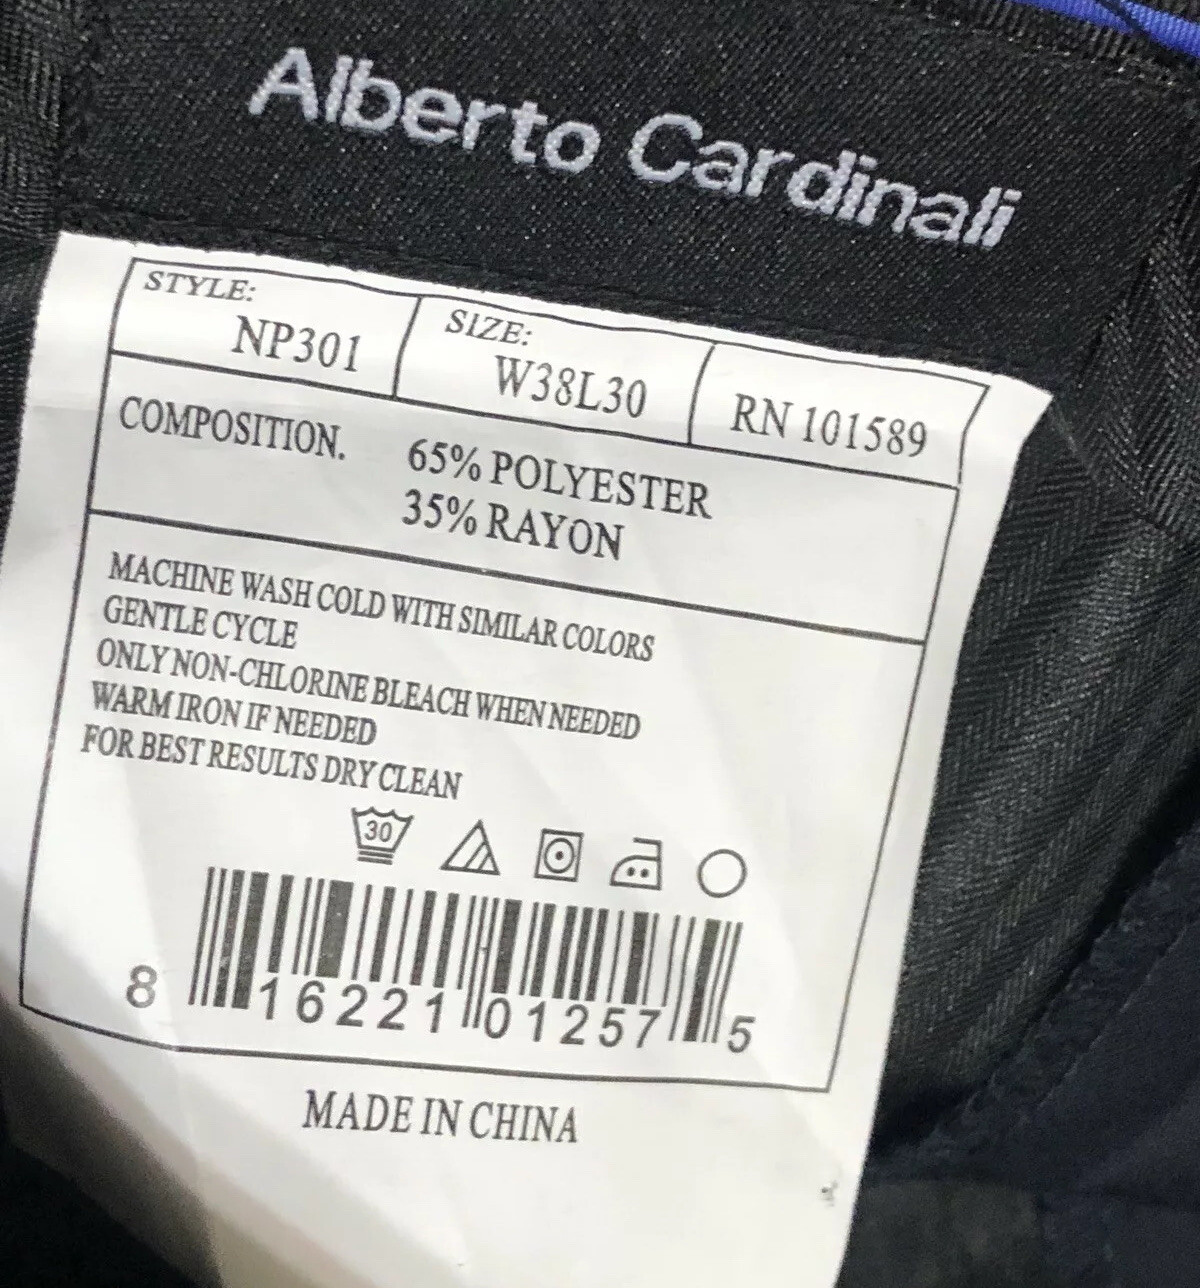 Alberto Cardinali
STYLE:
NP301
SIZE:
W38L30
RN 101589
COMPOSITION. 65% POLYESTER
35% RAYON
MACHINE WASH COLD WITH SIMILAR COLORS
GENTLE CYCLE
ONLY NON-CHLORINE BLEACH WHEN NEEDED
WARM IRON IF NEEDED
FOR BEST RESULTS DRY CLEAN
30
8 16221 01257 5
MADE IN CHINA